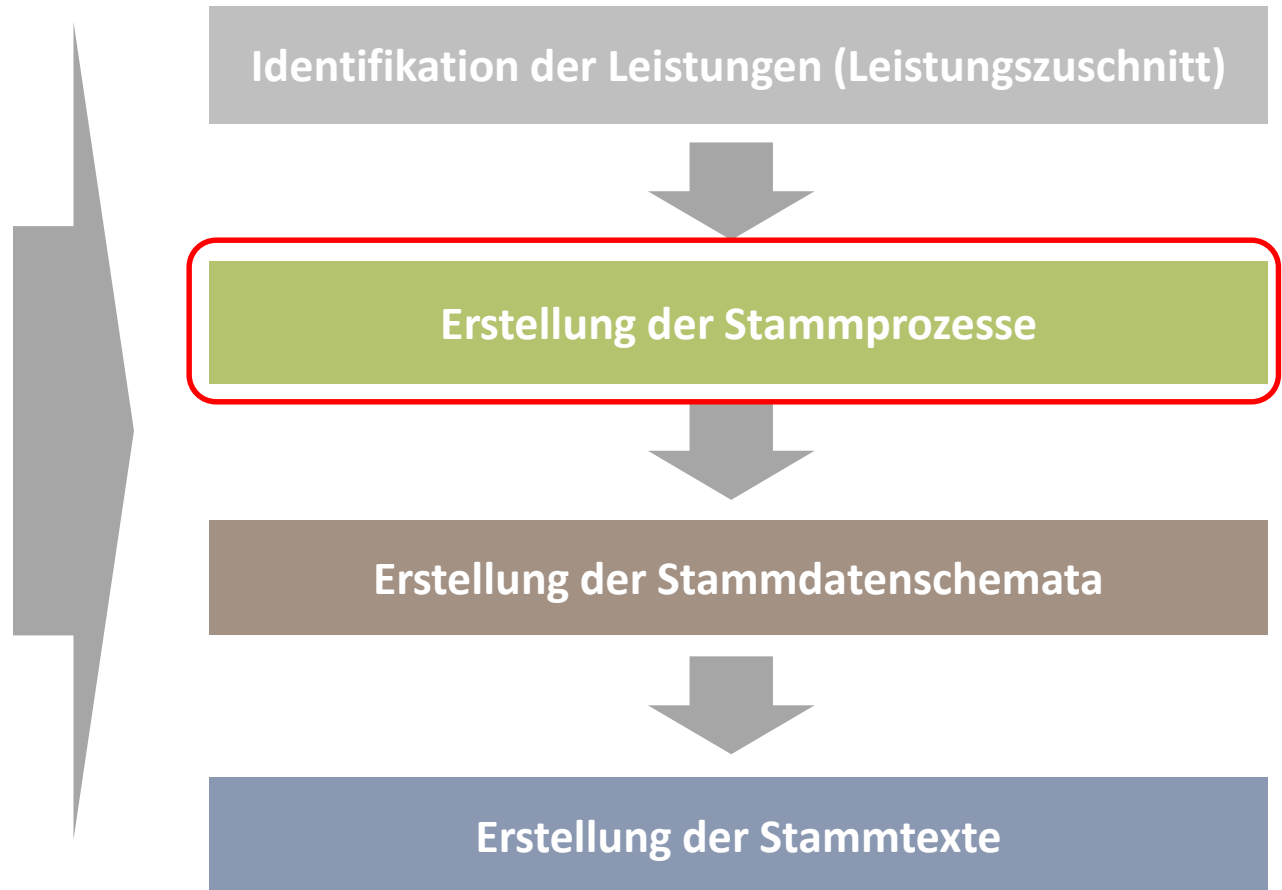 Identifikation der Leistungen (Leistungszuschnitt)
Erstellung der Stammprozesse
Erstellung der Stammdatenschemata
Erstellung der Stammtexte